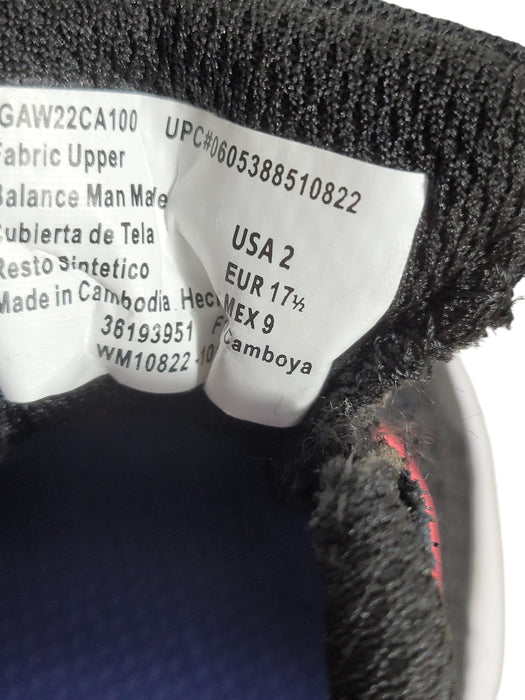 GAW22CA100
UPC#0605388510822
Fabric Upper
Balance Man Made
Cubierta de Tela
Resto Sintetico
Made in Cambodia Hec
Camboya
36193951 F
WM10822-10
USA 2
EUR 17½
MEX 9